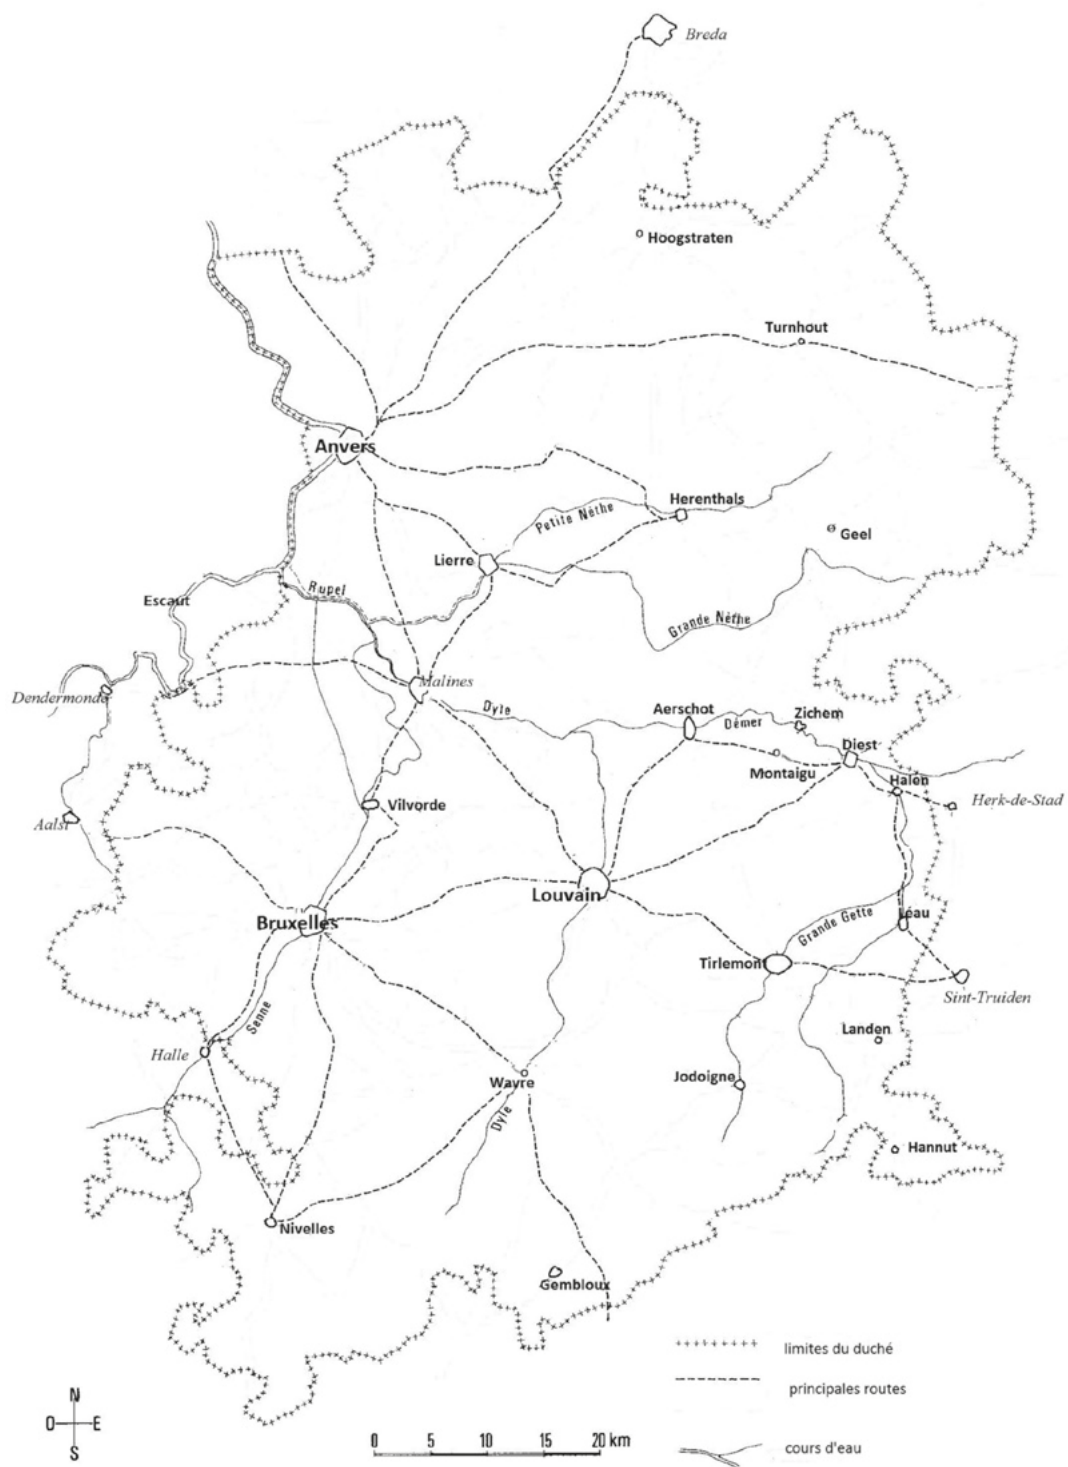 Breda
Hoogstraten
Turnhout
Anvers
Herenthals
Petite Nèthe
Geel
Lierre
Rupel
Escaut
Grande Nèthe
Malines
Dendermonde
Dyle
Aerschot
Démer
Zichem
Diest
Montaigu
Halen
Herk-de-Stad
Vilvorde
Aalst
Louvain
Bruxelles
Grande Gette
Léau
Tirlemont
Sint-Truiden
Senne
Landen
Halle
Wavre
Jodoigne
Dyle
Hannut
Nivelles
Gembloux
limites du duché
principales routes
cours d'eau
N
O E
S
0 5 10 15 20 km